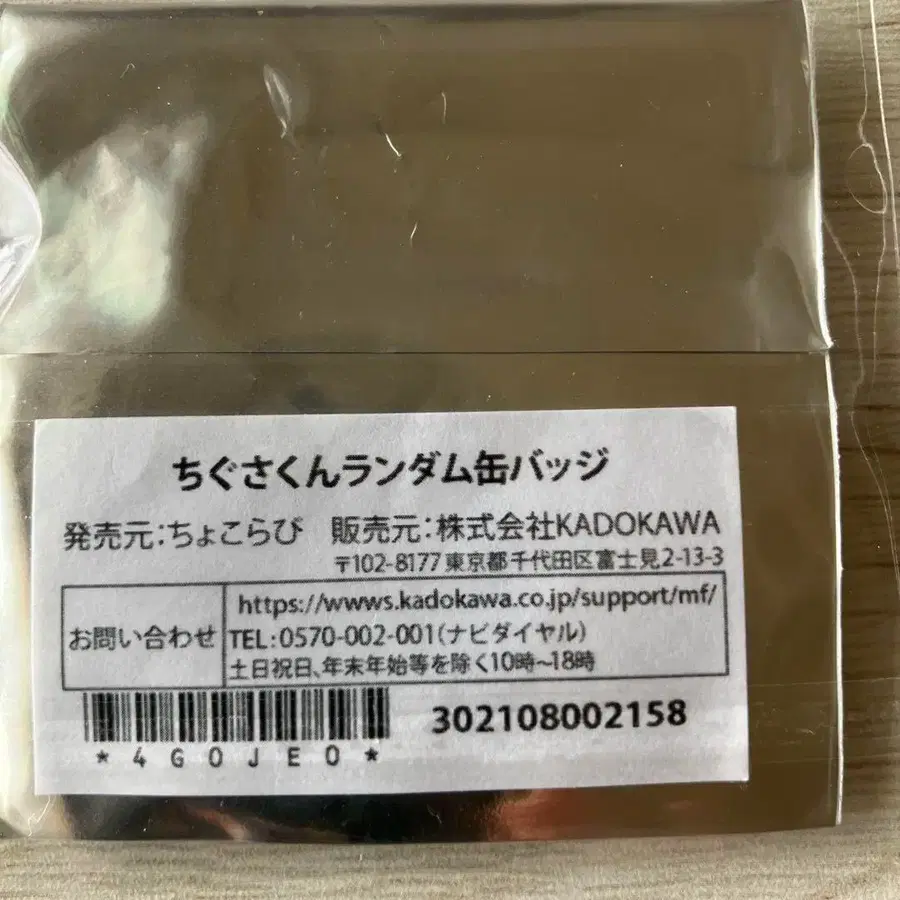 ちぐさくんランダム缶バッジ
発売元:ちょこらび 販売元:株式会社KADOKAWA
〒102-8177 東京都千代田区富士見2-13-3
お問い合わせ
https://wwws.kadokawa.co.jp/support/mf/
TEL:0570-002-001(ナビダイヤル)
土日祝日、年末年始等を除く10時~18時
*4G0JE0*
302108002158